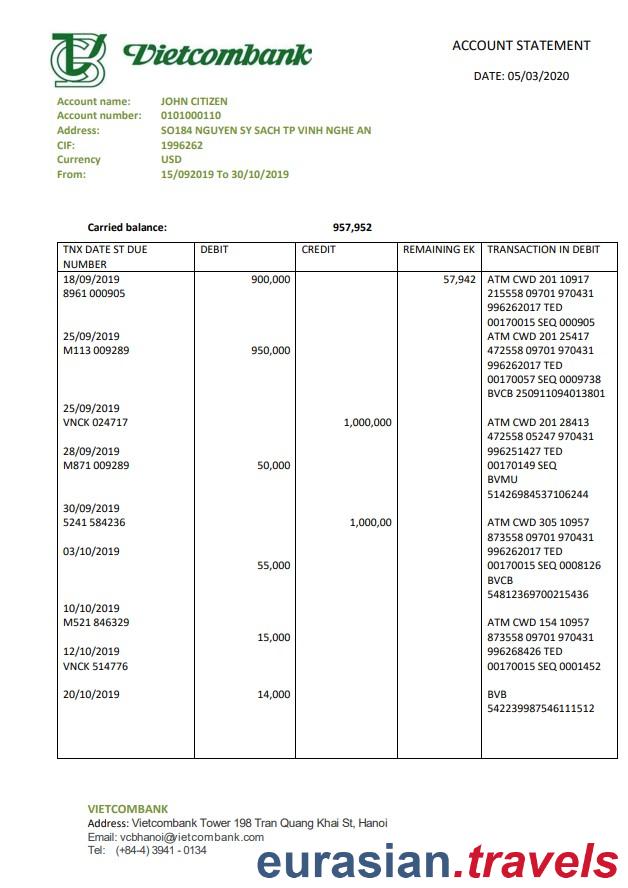 VCB Vietcombank
ACCOUNT STATEMENT
DATE: 05/03/2020
Account name: JOHN CITIZEN
Account number: 0101000110
Address: SO184 NGUYEN SY SACH TP VINH NGHE AN
CIF: 1996262
Currency USD
From: 15/092019 To 30/10/2019
Carried balance: 957,952
TNX DATE ST DUE DEBIT CREDIT REMAINING EK TRANSACTION IN DEBIT
NUMBER
18/09/2019 900,000 57,942 ATM CWD 201 10917
8961 000905 215558 09701 970431
996262017 TED
00170015 SEQ 000905
25/09/2019 ATM CWD 201 25417
M113 009289 950,000 472558 09701 970431
996262017 TED
00170057 SEQ 0009738
BVCB 250911094013801
25/09/2019
VNCK 024717 1,000,000 ATM CWD 201 28413
472558 05247 970431
28/09/2019 996251427 TED
M871 009289 50,000 00170149 SEQ
BVMU
51426984537106244
30/09/2019
5241 584236 1,000,00 ATM CWD 305 10957
873558 09701 970431
03/10/2019 996262017 TED
55,000 00170015 SEQ 0008126
BVCB
54812369700215436
10/10/2019
M521 846329 ATM CWD 154 10957
15,000 873558 09701 970431
12/10/2019 996268426 TED
VNCK 514776 00170015 SEQ 0001452
20/10/2019 14,000 BVB
542239987546111512
VIETCOMBANK
Address: Vietcombank Tower 198 Tran Quang Khai St, Hanoi
Email: vcbhanoi@vietcombank.com
Tel: (+84-4) 3941 - 0134
eurasian.travels